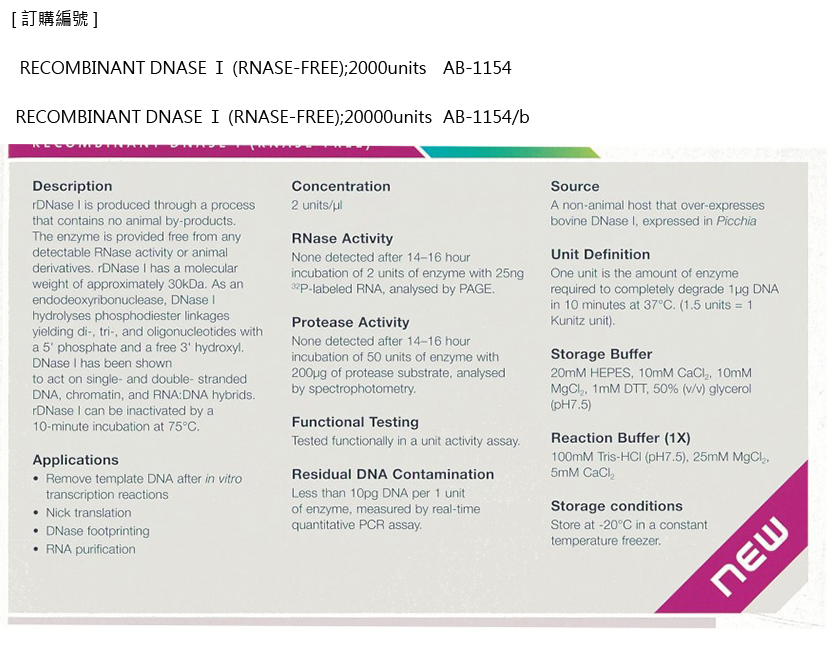 [ 訂購編號 ]
RECOMBINANT DNASE Ⅰ (RNASE-FREE);2000units AB-1154
RECOMBINANT DNASE Ⅰ (RNASE-FREE);20000units AB-1154/b
RECOMBINANT DNASE I (RNASE-FREE)
Description
rDNase I is produced through a process
that contains no animal by-products.
The enzyme is provided free from any
detectable RNase activity or animal
derivatives. rDNase I has a molecular
weight of approximately 30kDa. As an
endodeoxyribonuclease, DNase I
hydrolyses phosphodiester linkages
yielding di-, tri-, and oligonucleotides with
a 5' phosphate and a free 3' hydroxyl.
DNase I has been shown
to act on single- and double- stranded
DNA, chromatin, and RNA:DNA hybrids.
rDNase I can be inactivated by a
10-minute incubation at 75°C.
Applications
• Remove template DNA after in vitro
transcription reactions
• Nick translation
• DNase footprinting
• RNA purification
Concentration
2 units/µl
RNase Activity
None detected after 14–16 hour
incubation of 2 units of enzyme with 25ng
³²P-labeled RNA, analysed by PAGE.
Protease Activity
None detected after 14–16 hour
incubation of 50 units of enzyme with
200µg of protease substrate, analysed
by spectrophotometry.
Functional Testing
Tested functionally in a unit activity assay.
Residual DNA Contamination
Less than 10pg DNA per 1 unit
of enzyme, measured by real-time
quantitative PCR assay.
Source
A non-animal host that over-expresses
bovine DNase I, expressed in Picchia
Unit Definition
One unit is the amount of enzyme
required to completely degrade 1µg DNA
in 10 minutes at 37°C. (1.5 units = 1
Kunitz unit).
Storage Buffer
20mM HEPES, 10mM CaCl₂, 10mM
MgCl₂, 1mM DTT, 50% (v/v) glycerol
(pH7.5)
Reaction Buffer (1X)
100mM Tris-HCl (pH7.5), 25mM MgCl₂,
5mM CaCl₂
Storage conditions
Store at -20°C in a constant
temperature freezer.
NEW